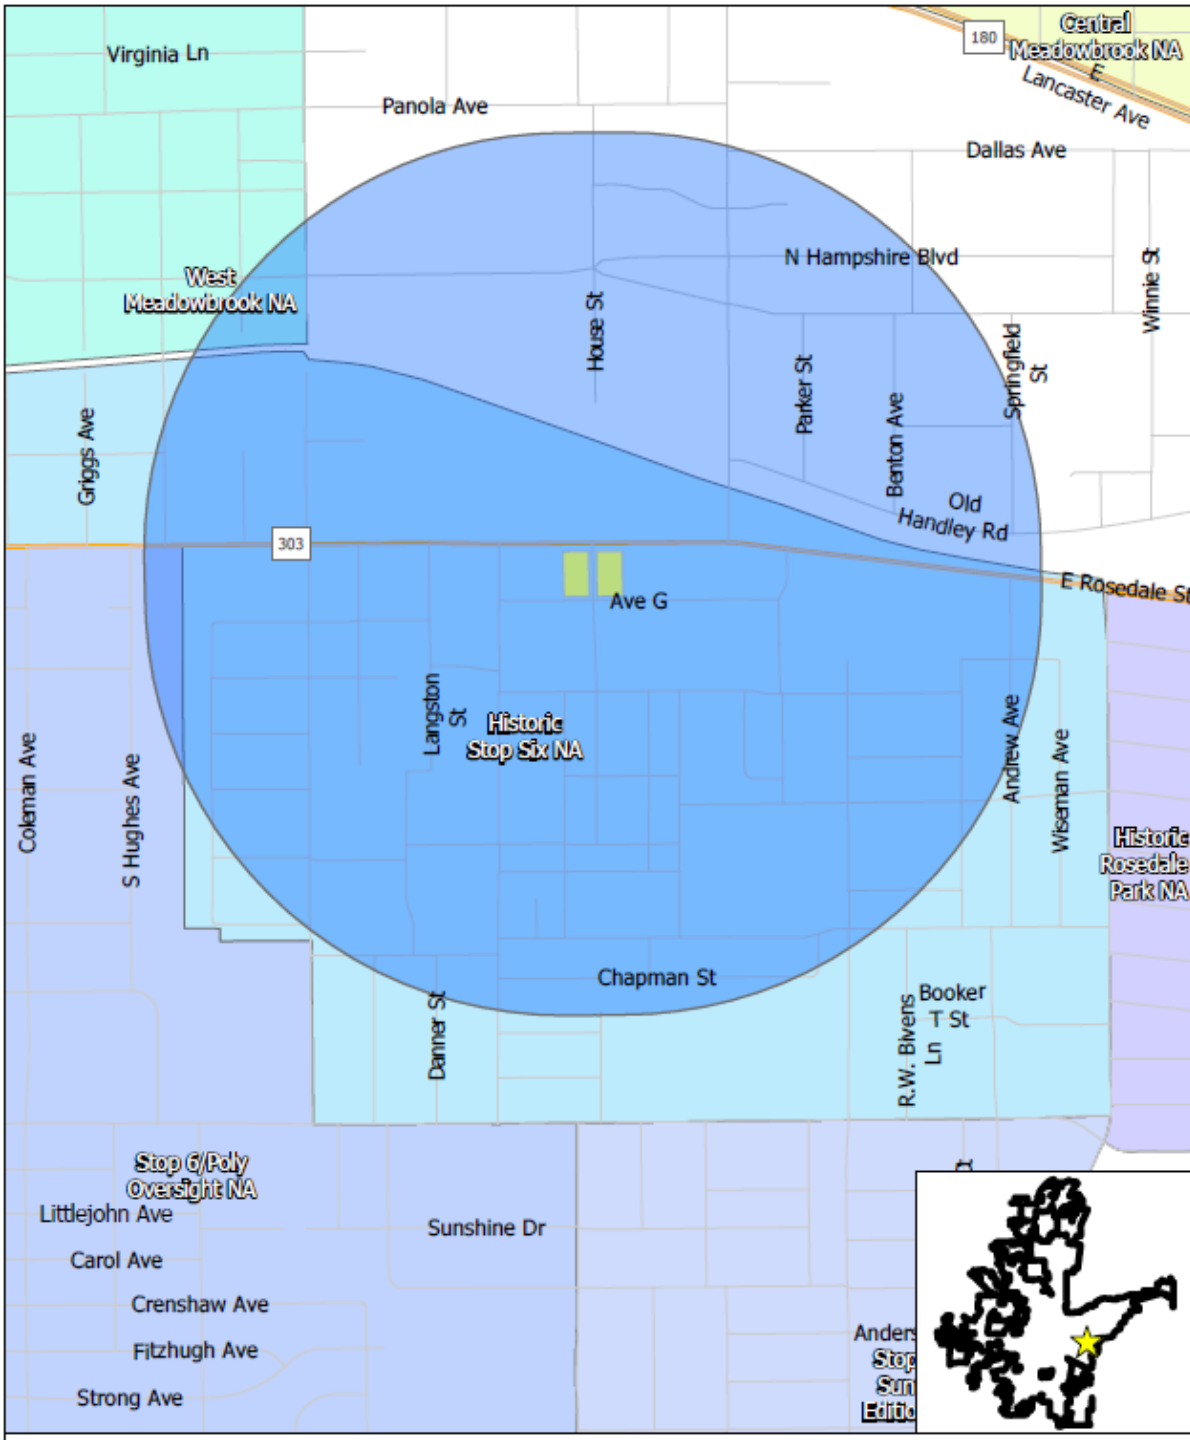 Central
Meadowbrook NA
180
E
Lancaster Ave
Virginia Ln
Panola Ave
Dallas Ave
N Hampshire Blvd
West
Meadowbrook NA
House St
Winnie St
Springfield
St
Parker St
Benton Ave
Griggs Ave
Old
Handley Rd
303
E Rosedale St
Ave G
Langston
St
Historic
Stop Six NA
Coleman Ave
S Hughes Ave
Andrew Ave
Wiseman Ave
Historic
Rosedale
Park NA
Chapman St
Danner St
R.W. Bivens
Ln
Booker
T St
Stop 6/Poly
Oversight NA
Littlejohn Ave
Sunshine Dr
Carol Ave
Crenshaw Ave
Fitzhugh Ave
Strong Ave
Anders
Stop
Sun
Editio